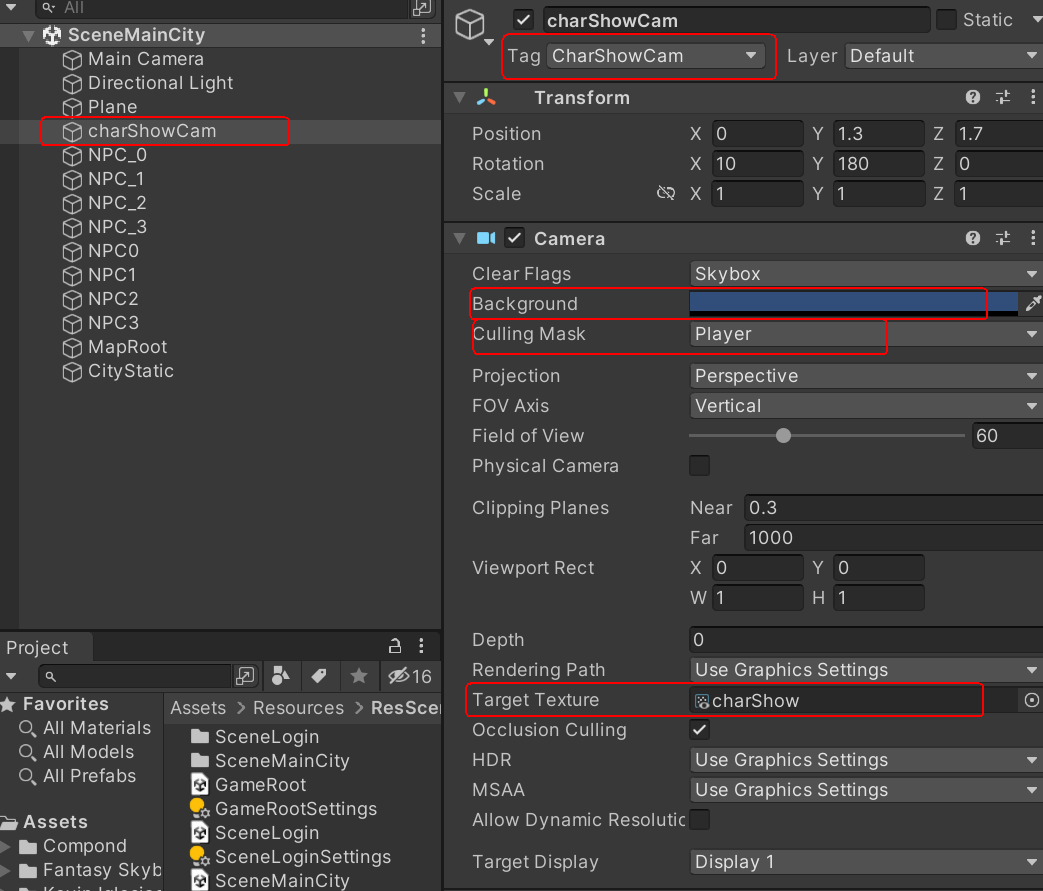 All
SceneMainCity
Main Camera
Directional Light
Plane
charShowCam
NPC_0
NPC_1
NPC_2
NPC_3
NPC0
NPC1
NPC2
NPC3
MapRoot
CityStatic
Project
16
Favorites
All Materials
All Models
All Prefabs
Assets
Compond
Fantasy Skyb
Assets > Resources > ResScei
SceneLogin
SceneMainCity
GameRoot
GameRootSettings
SceneLogin
SceneLoginSettings
SceneMainCity
charShowCam Static
Tag CharShowCam Layer Default
Transform
Position X 0 Y 1.3 Z 1.7
Rotation X 10 Y 180 Z 0
Scale X 1 Y 1 Z 1
Camera
Clear Flags Skybox
Background
Culling Mask Player
Projection Perspective
FOV Axis Vertical
Field of View 60
Physical Camera
Clipping Planes Near 0.3
Far 1000
Viewport Rect X 0 Y 0
W 1 H 1
Depth 0
Rendering Path Use Graphics Settings
Target Texture charShow
Occlusion Culling
HDR Use Graphics Settings
MSAA Use Graphics Settings
Allow Dynamic Resolutic
Target Display Display 1